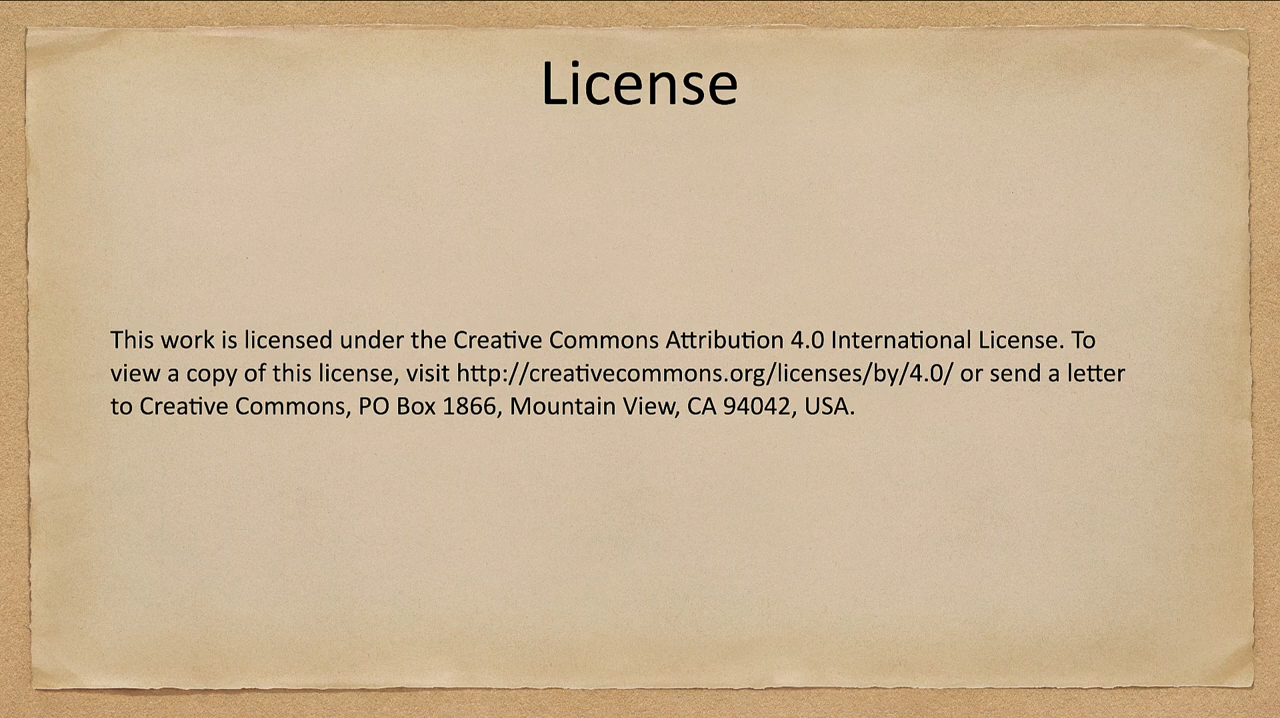 License
This work is licensed under the Creative Commons Attribution 4.0 International License. To
view a copy of this license, visit http://creativecommons.org/licenses/by/4.0/ or send a letter
to Creative Commons, PO Box 1866, Mountain View, CA 94042, USA.